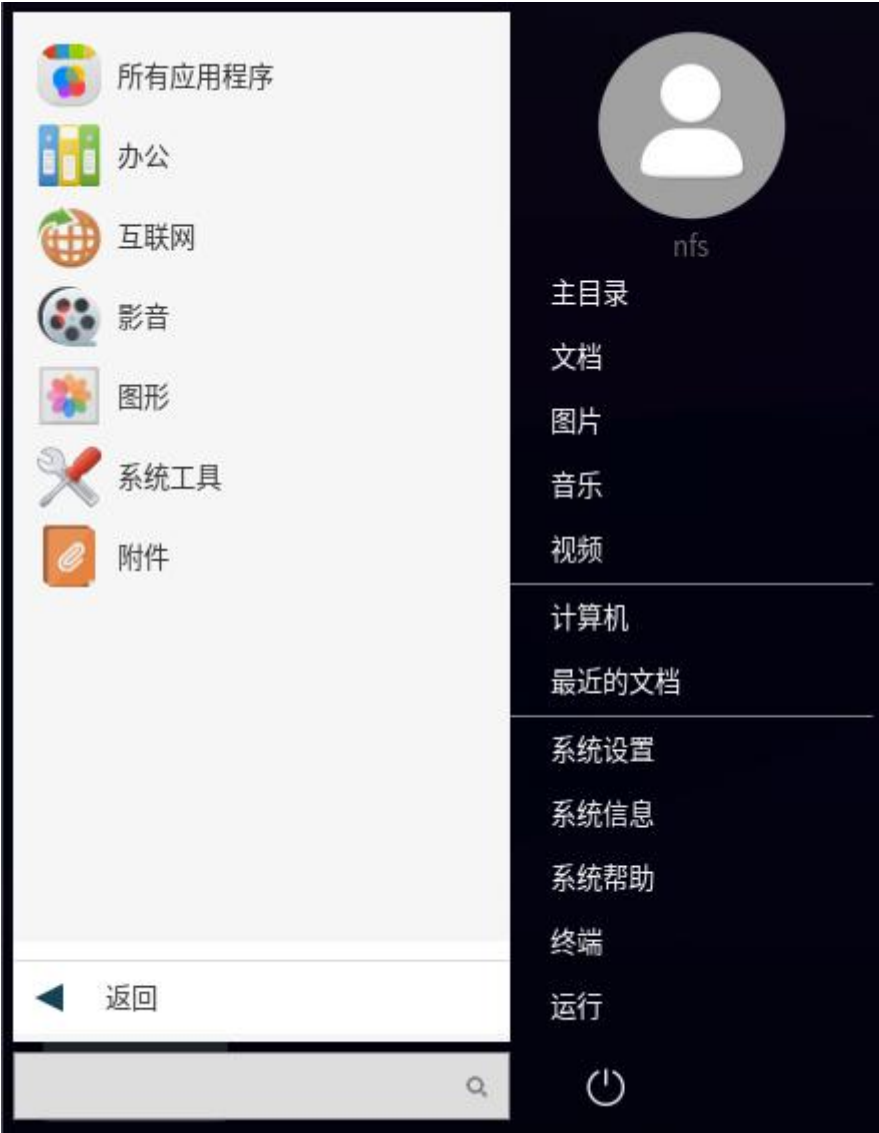 所有应用程序
办公
互联网
影音
图形
系统工具
附件
返回
nfs
主目录
文档
图片
音乐
视频
计算机
最近的文档
系统设置
系统信息
系统帮助
终端
运行